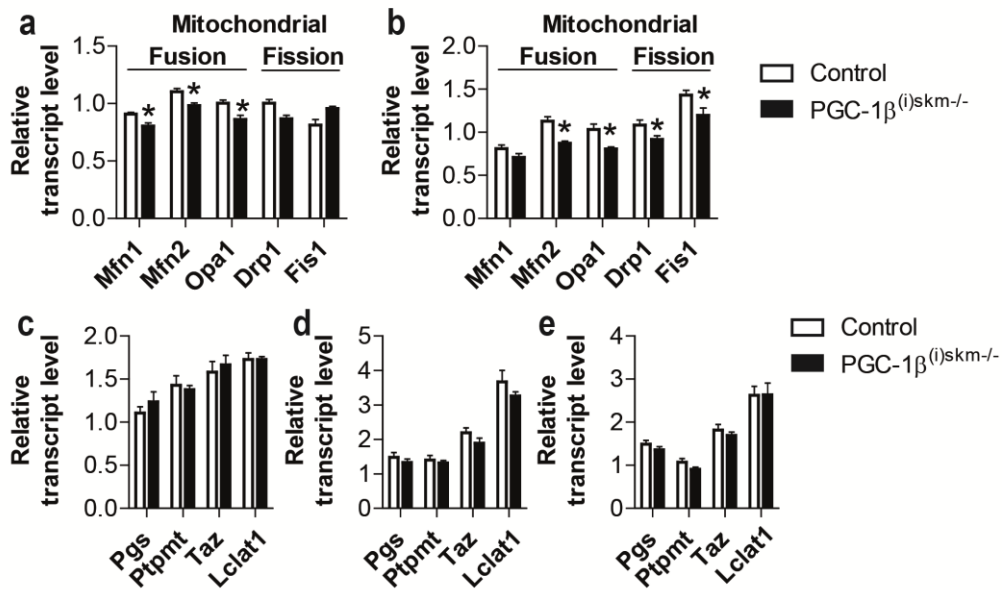 a
Mitochondrial
Fusion
Fission
Relative
transcript level
1.5
1.0
0.5
0.0
*
*
*
Mfn1
Mfn2
Opa1
Drp1
Fis1
b
Mitochondrial
Fusion
Fission
Relative
transcript level
2.0
1.5
1.0
0.5
0.0
*
*
*
*
Mfn1
Mfn2
Opa1
Drp1
Fis1
Control
PGC-1β(i)skm-/-
c
Relative
transcript level
2.0
1.5
1.0
0.5
0.0
Pgs
Ptpmt
Taz
Lclat1
d
Relative
transcript level
5
4
3
2
1
0
Pgs
Ptpmt
Taz
Lclat1
e
Relative
transcript level
4
3
2
1
0
Pgs
Ptpmt
Taz
Lclat1
Control
PGC-1β(i)skm-/-